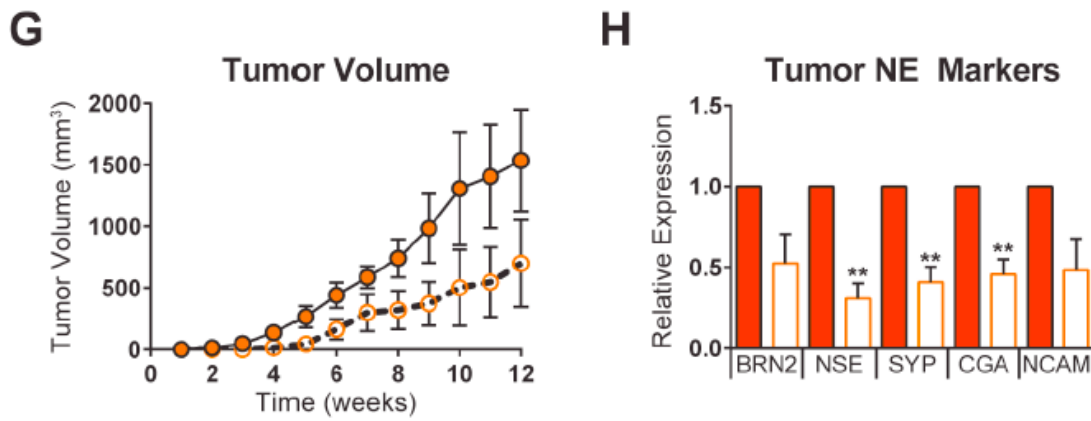 G
Tumor Volume
Tumor Volume (mm³)
2000
1500
1000
500
0
0 2 4 6 8 10 12
Time (weeks)
H
Tumor NE Markers
Relative Expression
1.5
1.0
0.5
0.0
** ** **
BRN2 NSE SYP CGA NCAM